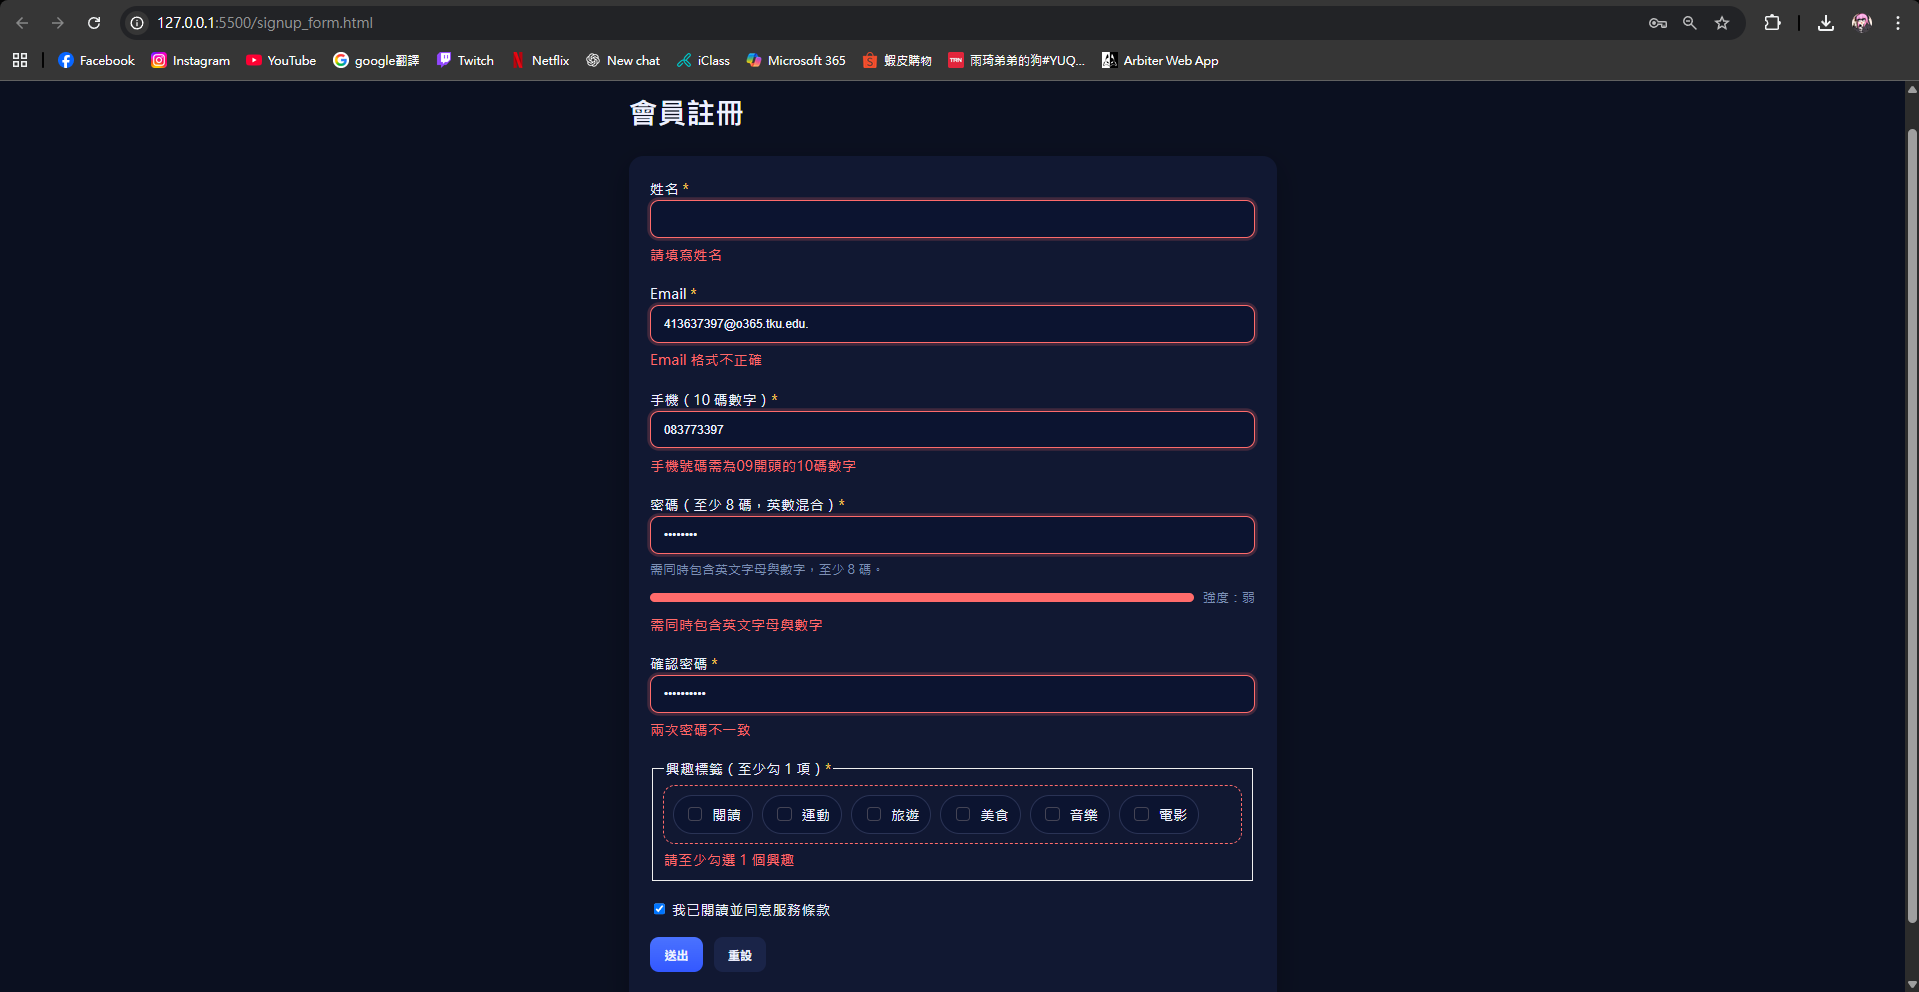 127.0.0.1:5500/signup_form.html
Facebook Instagram YouTube google翻譯 Twitch Netflix New chat iClass Microsoft 365 蝦皮購物 雨琦弟弟的狗#YUQ... Arbiter Web App
會員註冊
姓名 *
請填寫姓名
Email *
413637397@o365.tku.edu.
Email 格式不正確
手機（10 碼數字）*
083773397
手機號碼需為09開頭的10碼數字
密碼（至少 8 碼，英數混合）*
••••••••
需同時包含英文字母與數字，至少 8 碼。
強度：弱
需同時包含英文字母與數字
確認密碼 *
••••••••••
兩次密碼不一致
興趣標籤（至少勾 1 項）*
閱讀 運動 旅遊 美食 音樂 電影
請至少勾選 1 個興趣
我已閱讀並同意服務條款
送出 重設